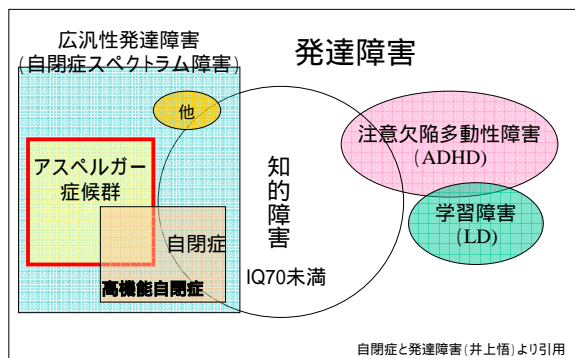 広汎性発達障害
(自閉症スペクトラム障害)
発達障害
他
注意欠陥多動性障害
(ADHD)
アスペルガー
症候群
知的障害
学習障害
(LD)
自閉症
IQ70未満
高機能自閉症
自閉症と発達障害(井上悟)より引用